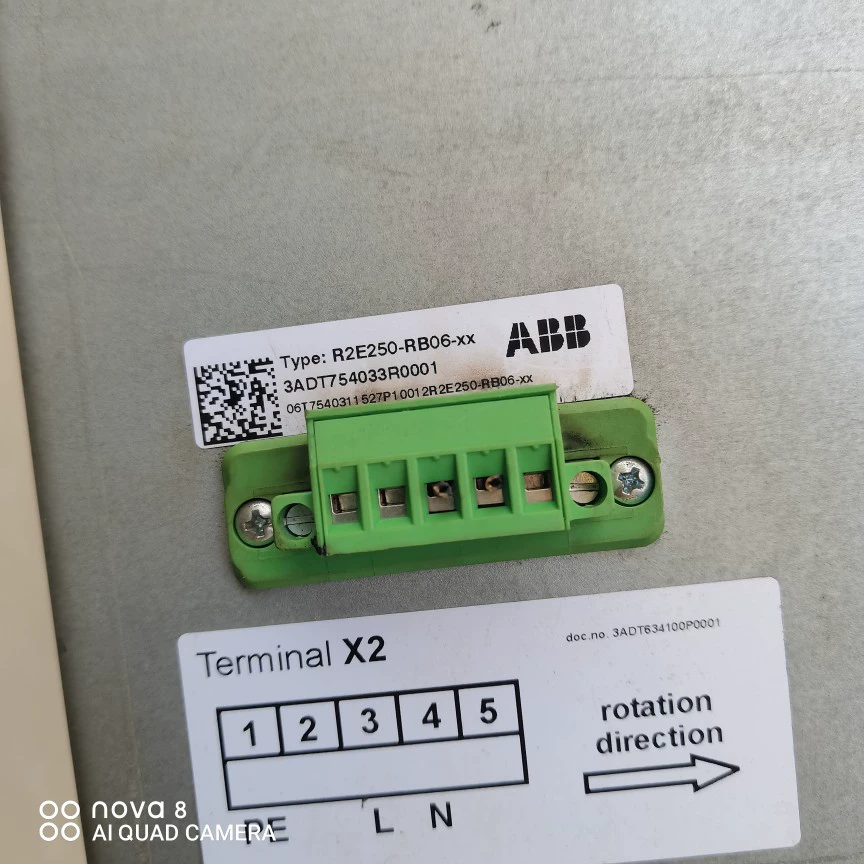 Type: R2E250-RB06-xx
ABB
3ADT754033R0001
06T7540311527P10012R2E250-RB06-xx
Terminal X2
doc.no. 3ADT634100P0001
1 2 3 4 5
rotation
direction
PE L N
nova 8
AI QUAD CAMERA